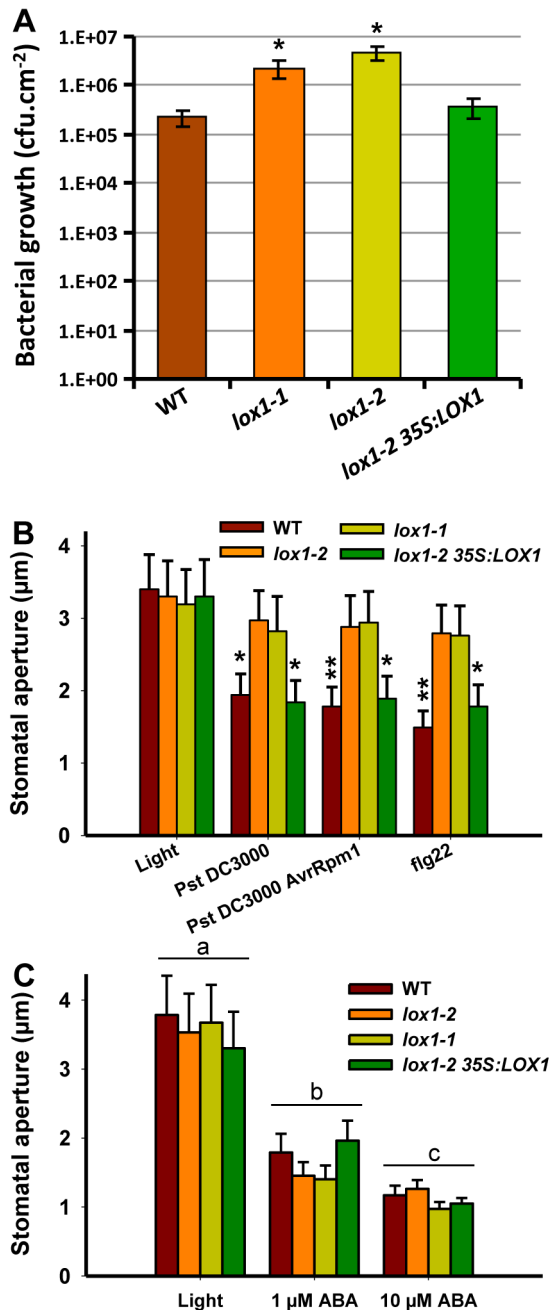 A
Bacterial growth (cfu.cm-2)
1.E+07
1.E+06
1.E+05
1.E+04
1.E+03
1.E+02
1.E+01
1.E+00
* *
WT
lox1-1
lox1-2
lox1-2 35S:LOX1
B
WT
lox1-1
lox1-2
lox1-2 35S:LOX1
Stomatal aperture (µm)
4
3
2
1
0
* * ** * ** *
Light
Pst DC3000
Pst DC3000 AvrRpm1
flg22
C
Stomatal aperture (µm)
4
3
2
1
0
a
b
c
WT
lox1-2
lox1-1
lox1-2 35S:LOX1
Light
1 µM ABA
10 µM ABA